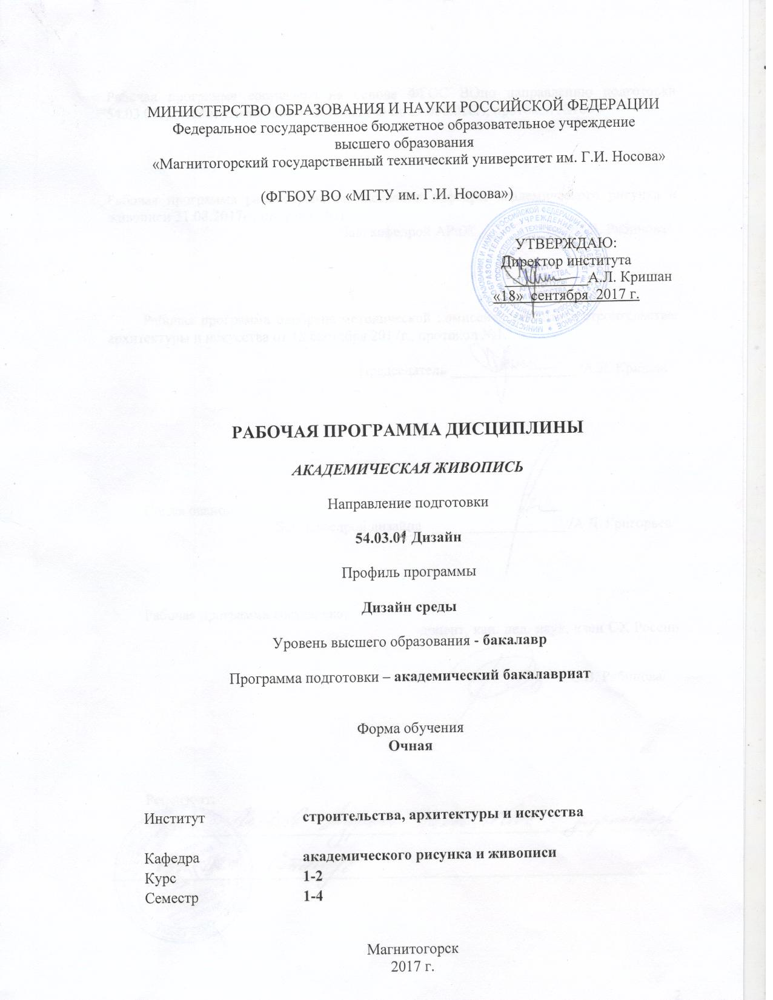 МИНИСТЕРСТВО ОБРАЗОВАНИЯ И НАУКИ РОССИЙСКОЙ ФЕДЕРАЦИИ
Федеральное государственное бюджетное образовательное учреждение
высшего образования
«Магнитогорский государственный технический университет им. Г.И. Носова»
(ФГБОУ ВО «МГТУ им. Г.И. Носова»)
УТВЕРЖДАЮ:
Директор института
А.Л. Кришан
«18» сентября 2017 г.
РАБОЧАЯ ПРОГРАММА ДИСЦИПЛИНЫ
АКАДЕМИЧЕСКАЯ ЖИВОПИСЬ
Направление подготовки
54.03.01 Дизайн
Профиль программы
Дизайн среды
Уровень высшего образования - бакалавр
Программа подготовки – академический бакалавриат
Форма обучения
Очная
Институт строительства, архитектуры и искусства
Кафедра академического рисунка и живописи
Курс 1-2
Семестр 1-4
Магнитогорск
2017 г.